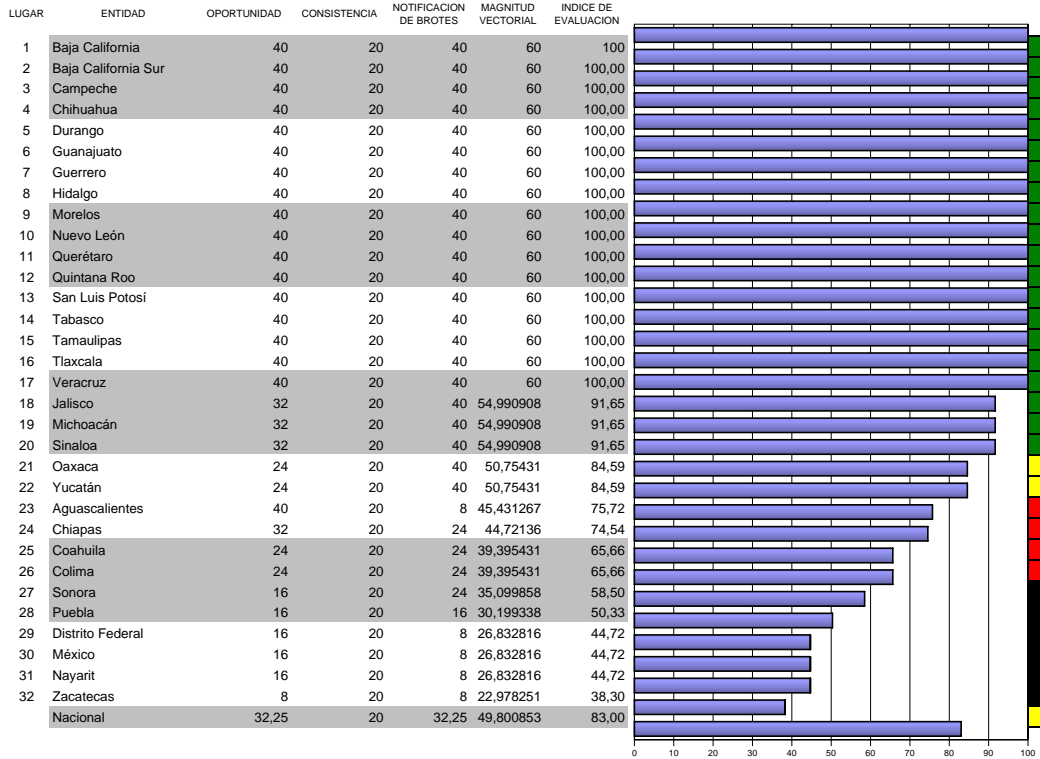 LUGAR ENTIDAD OPORTUNIDAD CONSISTENCIA NOTIFICACION DE BROTES MAGNITUD VECTORIAL INDICE DE EVALUACION
1 Baja California 40 20 40 60 100
2 Baja California Sur 40 20 40 60 100,00
3 Campeche 40 20 40 60 100,00
4 Chihuahua 40 20 40 60 100,00
5 Durango 40 20 40 60 100,00
6 Guanajuato 40 20 40 60 100,00
7 Guerrero 40 20 40 60 100,00
8 Hidalgo 40 20 40 60 100,00
9 Morelos 40 20 40 60 100,00
10 Nuevo León 40 20 40 60 100,00
11 Querétaro 40 20 40 60 100,00
12 Quintana Roo 40 20 40 60 100,00
13 San Luis Potosí 40 20 40 60 100,00
14 Tabasco 40 20 40 60 100,00
15 Tamaulipas 40 20 40 60 100,00
16 Tlaxcala 40 20 40 60 100,00
17 Veracruz 40 20 40 60 100,00
18 Jalisco 32 20 40 54,990908 91,65
19 Michoacán 32 20 40 54,990908 91,65
20 Sinaloa 32 20 40 54,990908 91,65
21 Oaxaca 24 20 40 50,75431 84,59
22 Yucatán 24 20 40 50,75431 84,59
23 Aguascalientes 40 20 8 45,431267 75,72
24 Chiapas 32 20 24 44,72136 74,54
25 Coahuila 24 20 24 39,395431 65,66
26 Colima 24 20 24 39,395431 65,66
27 Sonora 16 20 24 35,099858 58,50
28 Puebla 16 20 16 30,199338 50,33
29 Distrito Federal 16 20 8 26,832816 44,72
30 México 16 20 8 26,832816 44,72
31 Nayarit 16 20 8 26,832816 44,72
32 Zacatecas 8 20 8 22,978251 38,30
Nacional 32,25 20 32,25 49,800853 83,00
0 10 20 30 40 50 60 70 80 90 100